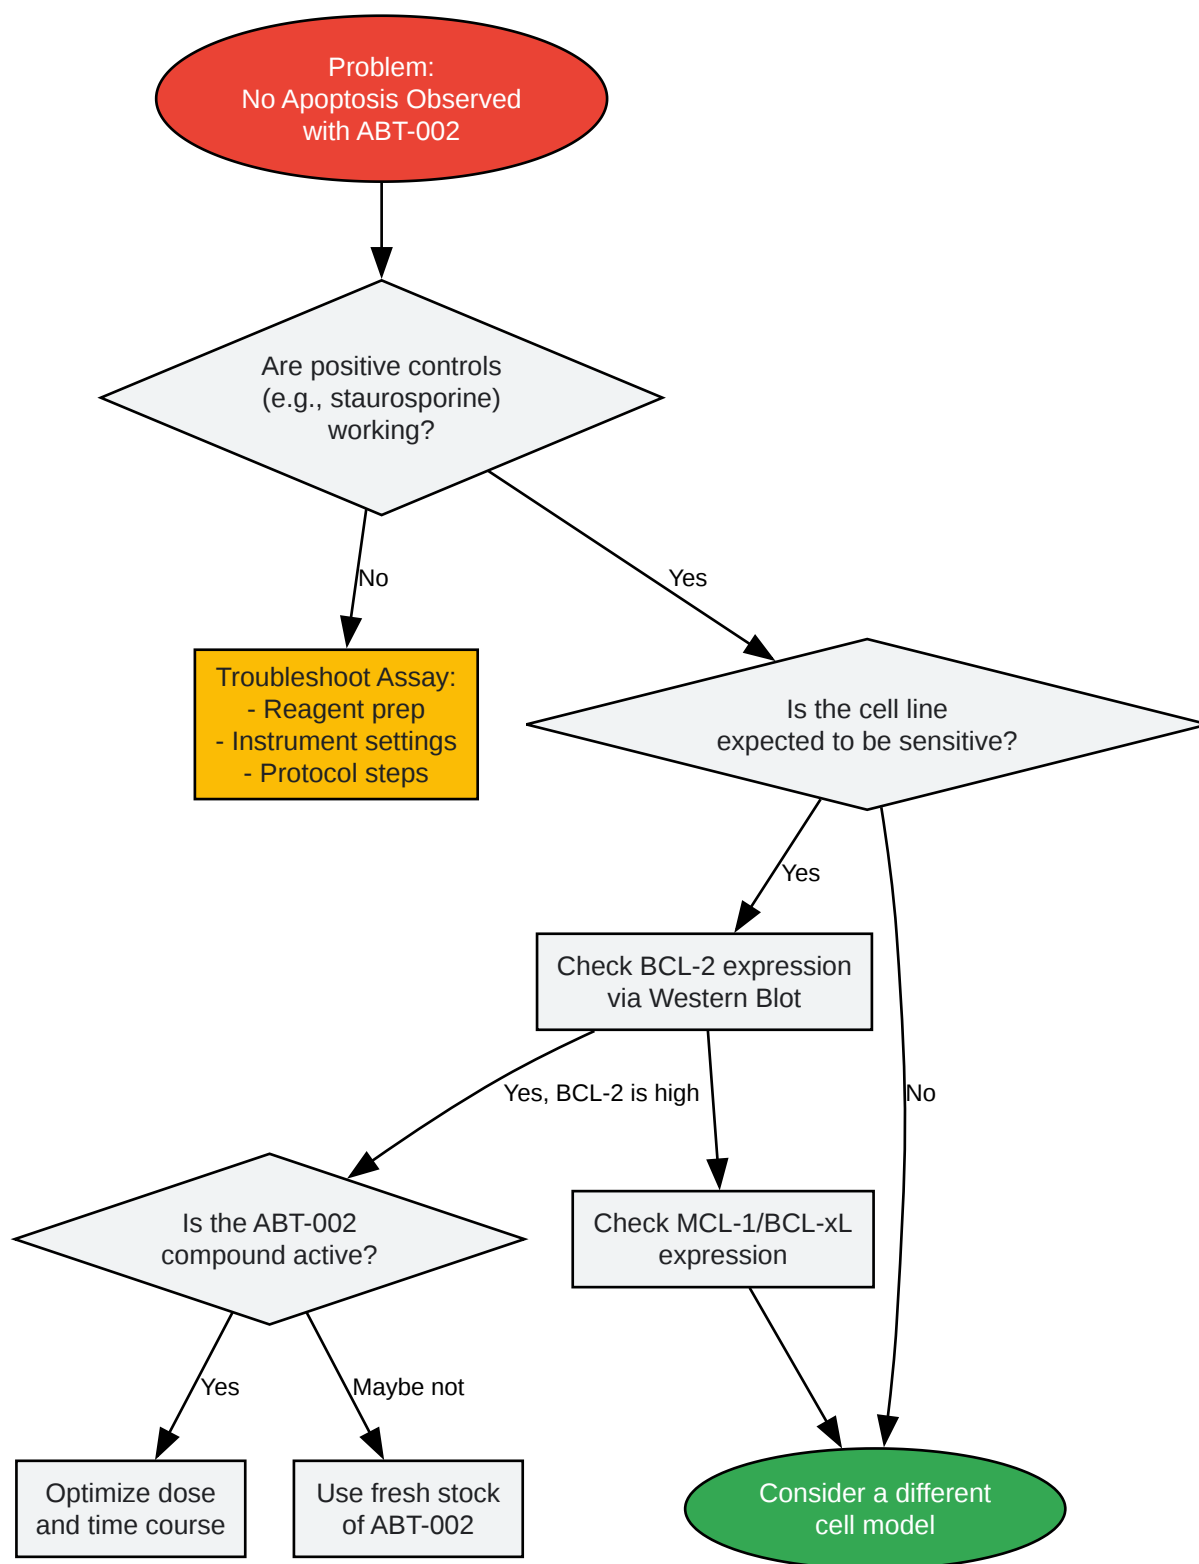 Problem:
No Apoptosis Observed
with ABT-002
Are positive controls
(e.g., staurosporine)
working?
No
Yes
Troubleshoot Assay:
- Reagent prep
- Instrument settings
- Protocol steps
Is the cell line
expected to be sensitive?
Yes
Check BCL-2 expression
via Western Blot
Yes, BCL-2 is high
No
Is the ABT-002
compound active?
Check MCL-1/BCL-xL
expression
Yes
Maybe not
Optimize dose
and time course
Use fresh stock
of ABT-002
Consider a different
cell model